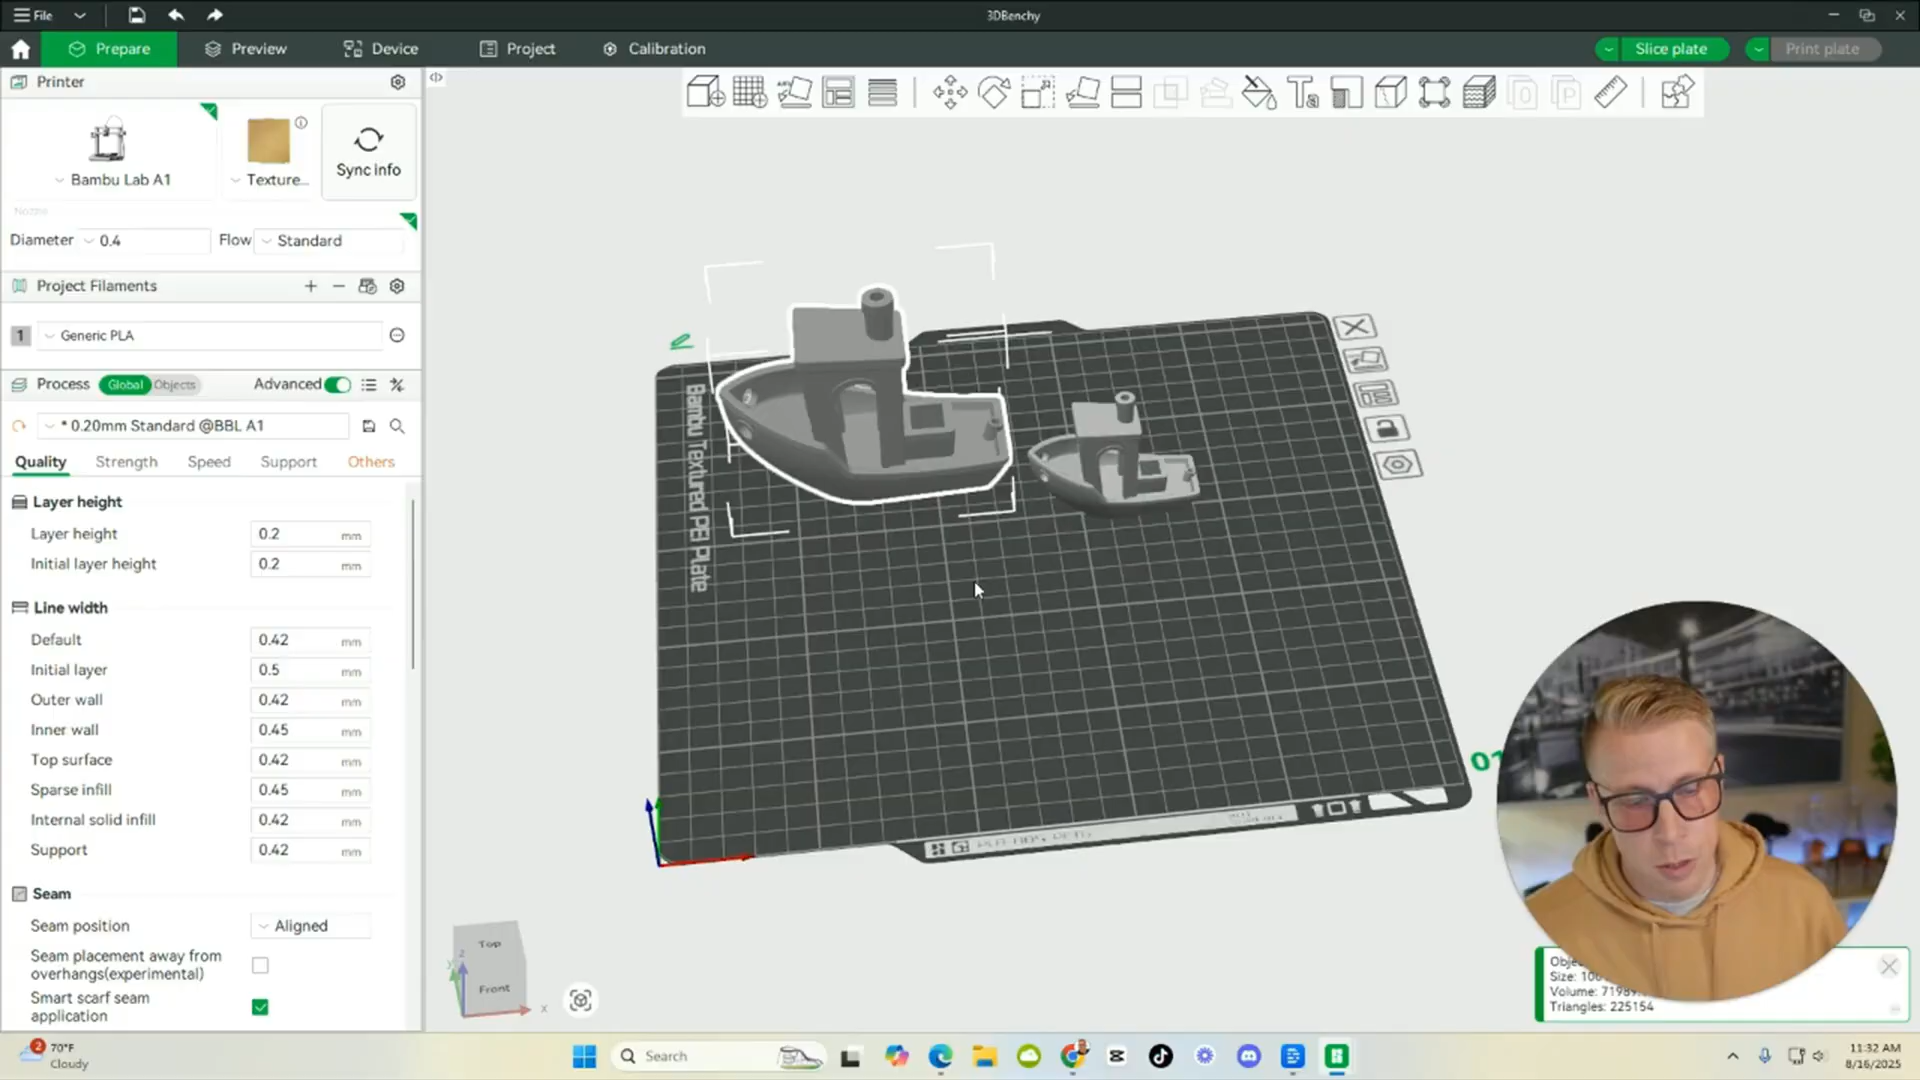 File
3DBenchy
Prepare
Preview
Device
Project
Calibration
Slice plate
Print plate
Printer
Bambu Lab A1
Texture...
Sync info
Nozzle
Diameter 0.4 Flow Standard
Project Filaments
1 Generic PLA
Process Global Objects Advanced
* 0.20mm Standard @BBL A1
Quality Strength Speed Support Others
Layer height
Layer height 0.2 mm
Initial layer height 0.2 mm
Line width
Default 0.42 mm
Initial layer 0.5 mm
Outer wall 0.42 mm
Inner wall 0.45 mm
Top surface 0.42 mm
Sparse infill 0.45 mm
Internal solid infill 0.42 mm
Support 0.42 mm
Seam
Seam position Aligned
Seam placement away from
overhangs(experimental)
Smart scarf seam
application
Bambu Textured PEI Plate
01
Top
Front
z
y
x
Size:
Volume:
Triangles: 225154
2
70°F
Cloudy
Search
11:32 AM
8/16/2025